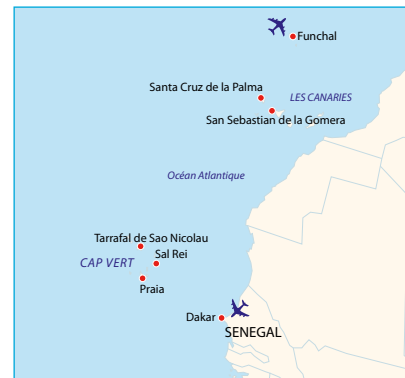 Funchal
Santa Cruz de la Palma
LES CANARIES
San Sebastian de la Gomera
Océan Atlantique
Tarrafal de Sao Nicolau
Sal Rei
CAP VERT
Praia
Dakar
SENEGAL